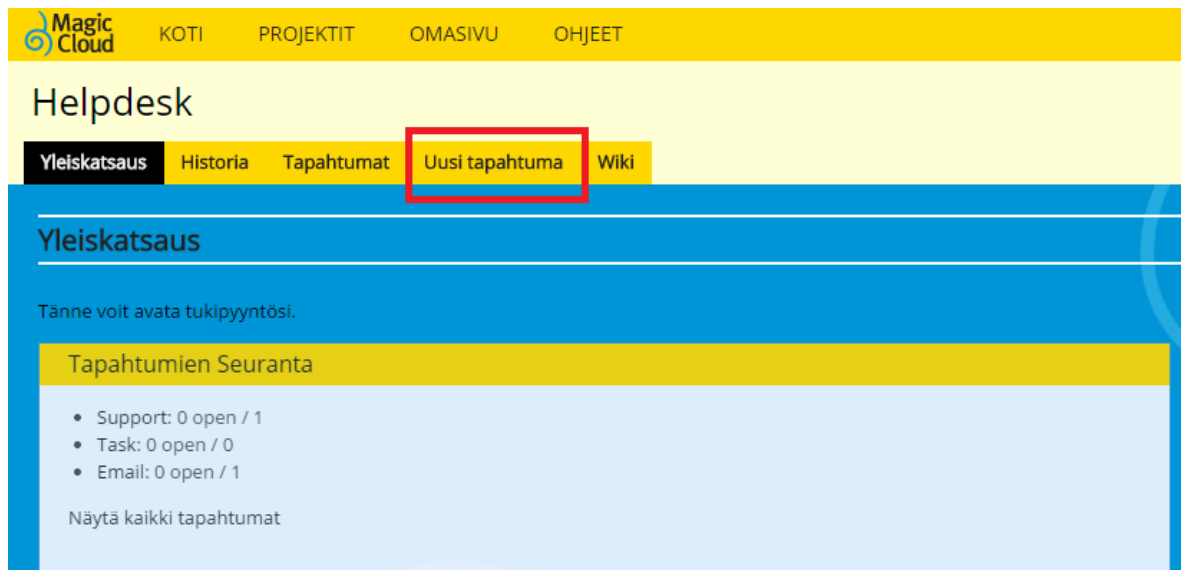 Magic
Cloud
KOTI PROJEKTIT OMASIVU OHJEET
Helpdesk
Yleiskatsaus Historia Tapahtumat Uusi tapahtuma Wiki
Yleiskatsaus
Tänne voit avata tukipyyntösi.
Tapahtumien Seuranta
• Support: 0 open / 1
• Task: 0 open / 0
• Email: 0 open / 1
Näytä kaikki tapahtumat